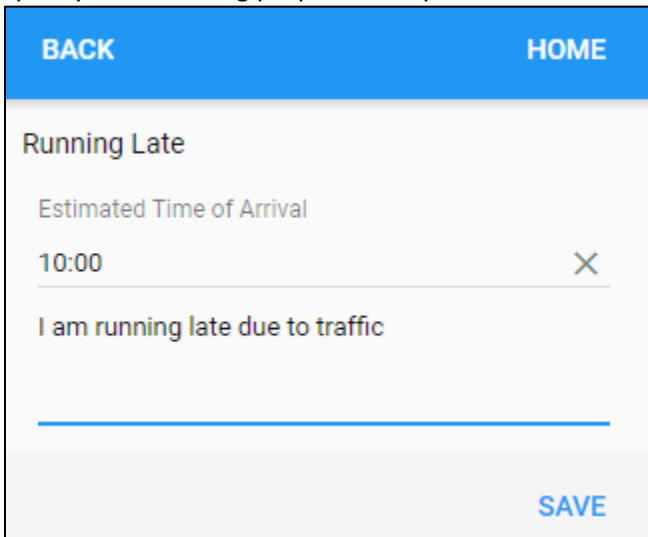 BACK HOME
Running Late
Estimated Time of Arrival
10:00
I am running late due to traffic
SAVE